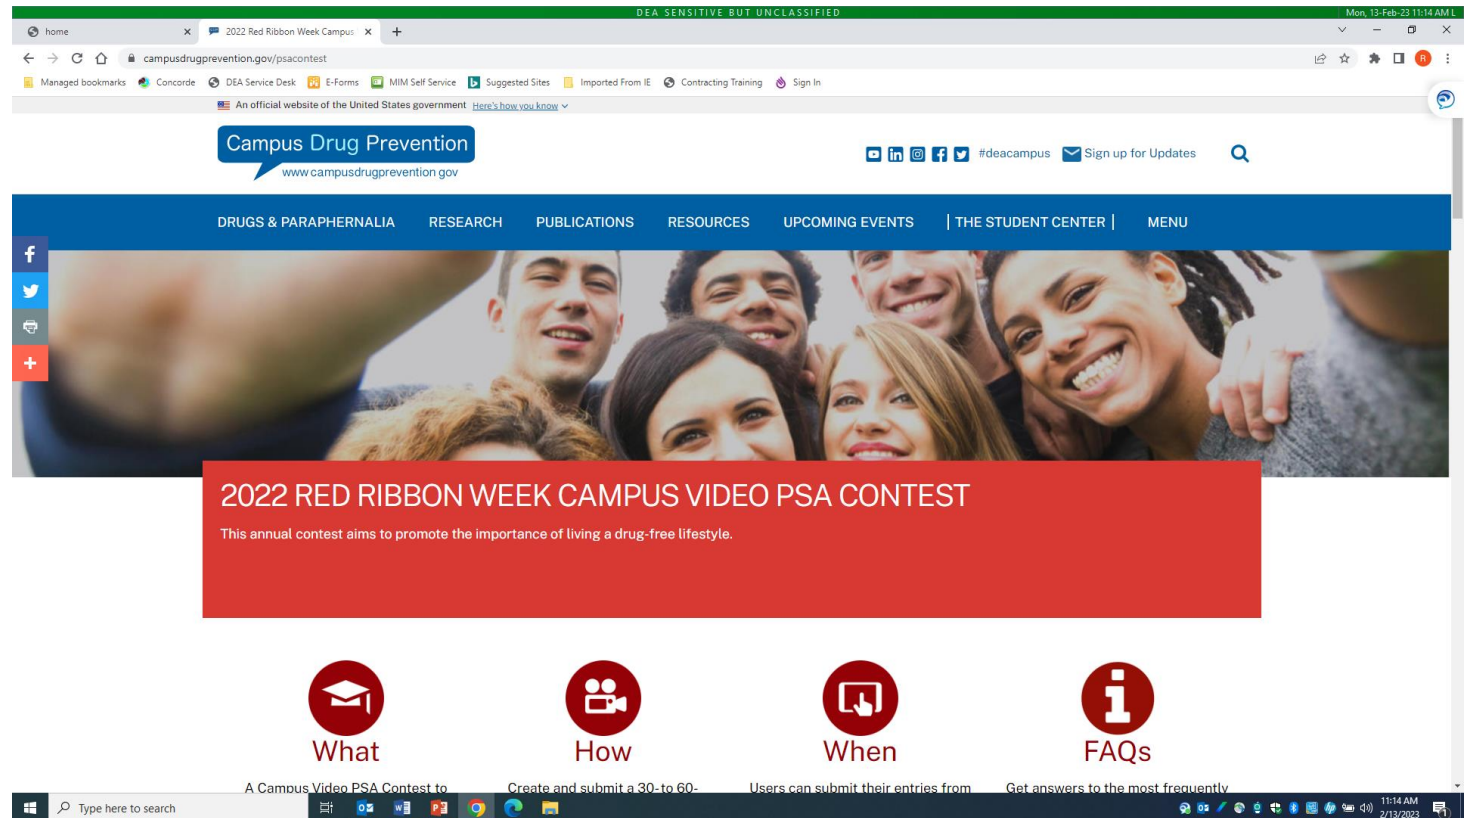 DEA SENSITIVE BUT UNCLASSIFIED
Mon, 13-Feb-23 11:14 AM L
home
2022 Red Ribbon Week Campus
campusdrugprevention.gov/psacontest
R
Managed bookmarks Concorde DEA Service Desk E-Forms MIM Self Service Suggested Sites Imported From IE Contracting Training Sign In
An official website of the United States government Here's how you know
Campus Drug Prevention
www campusdrugprevention gov
#deacampus Sign up for Updates
DRUGS & PARAPHERNALIA RESEARCH PUBLICATIONS RESOURCES UPCOMING EVENTS | THE STUDENT CENTER | MENU
2022 RED RIBBON WEEK CAMPUS VIDEO PSA CONTEST
This annual contest aims to promote the importance of living a drug-free lifestyle.
What How When FAQs
A Campus Video PSA Contest to Create and submit a 30- to 60- Users can submit their entries from Get answers to the most frequently
Type here to search
11:14 AM
2/13/2023